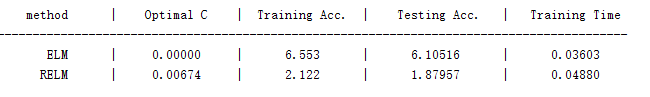 method | Optimal C | Training Acc. | Testing Acc. | Training Time
--------------------------------------------------------------------------------------------
ELM | 0.00000 | 6.553 | 6.10516 | 0.03603
RELM | 0.00674 | 2.122 | 1.87957 | 0.04880